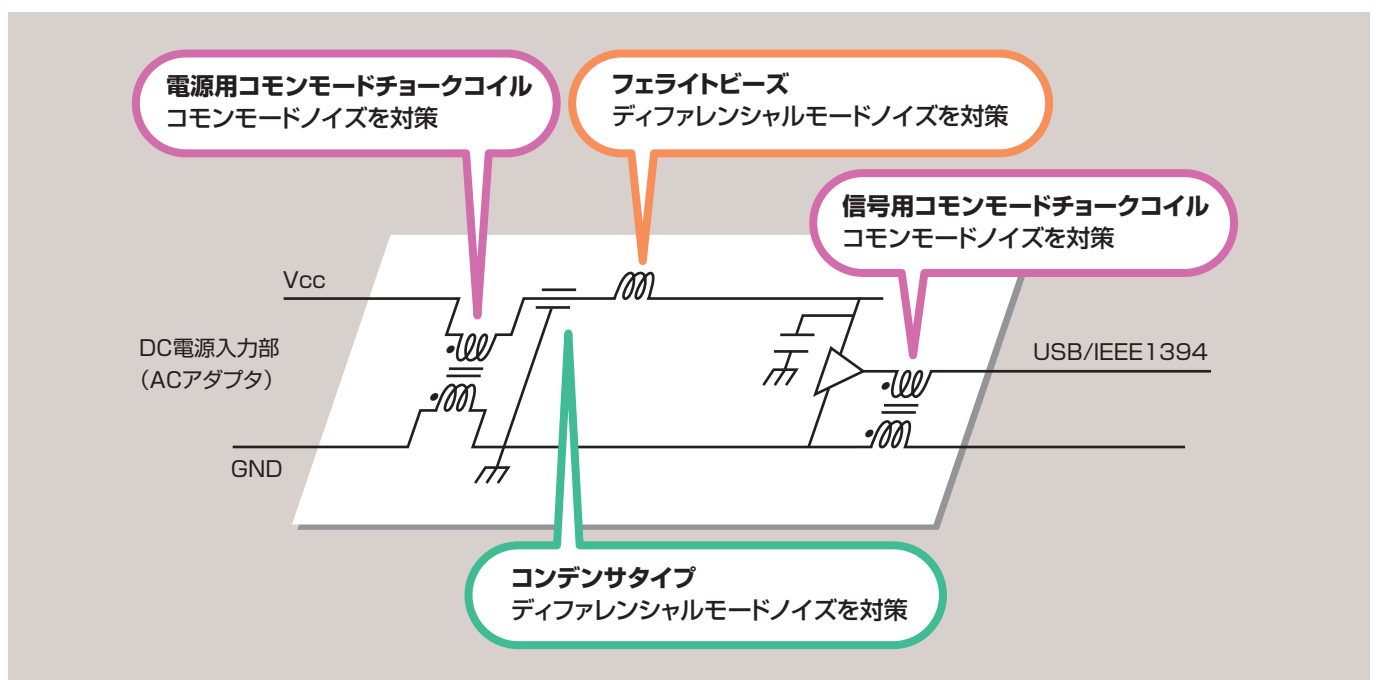 電源用コモンモードチョークコイル
コモンモードノイズを対策
フェライトビーズ
ディファレンシャルモードノイズを対策
信号用コモンモードチョークコイル
コモンモードノイズを対策
Vcc
DC電源入力部
（ACアダプタ）
USB/IEEE1394
GND
コンデンサタイプ
ディファレンシャルモードノイズを対策